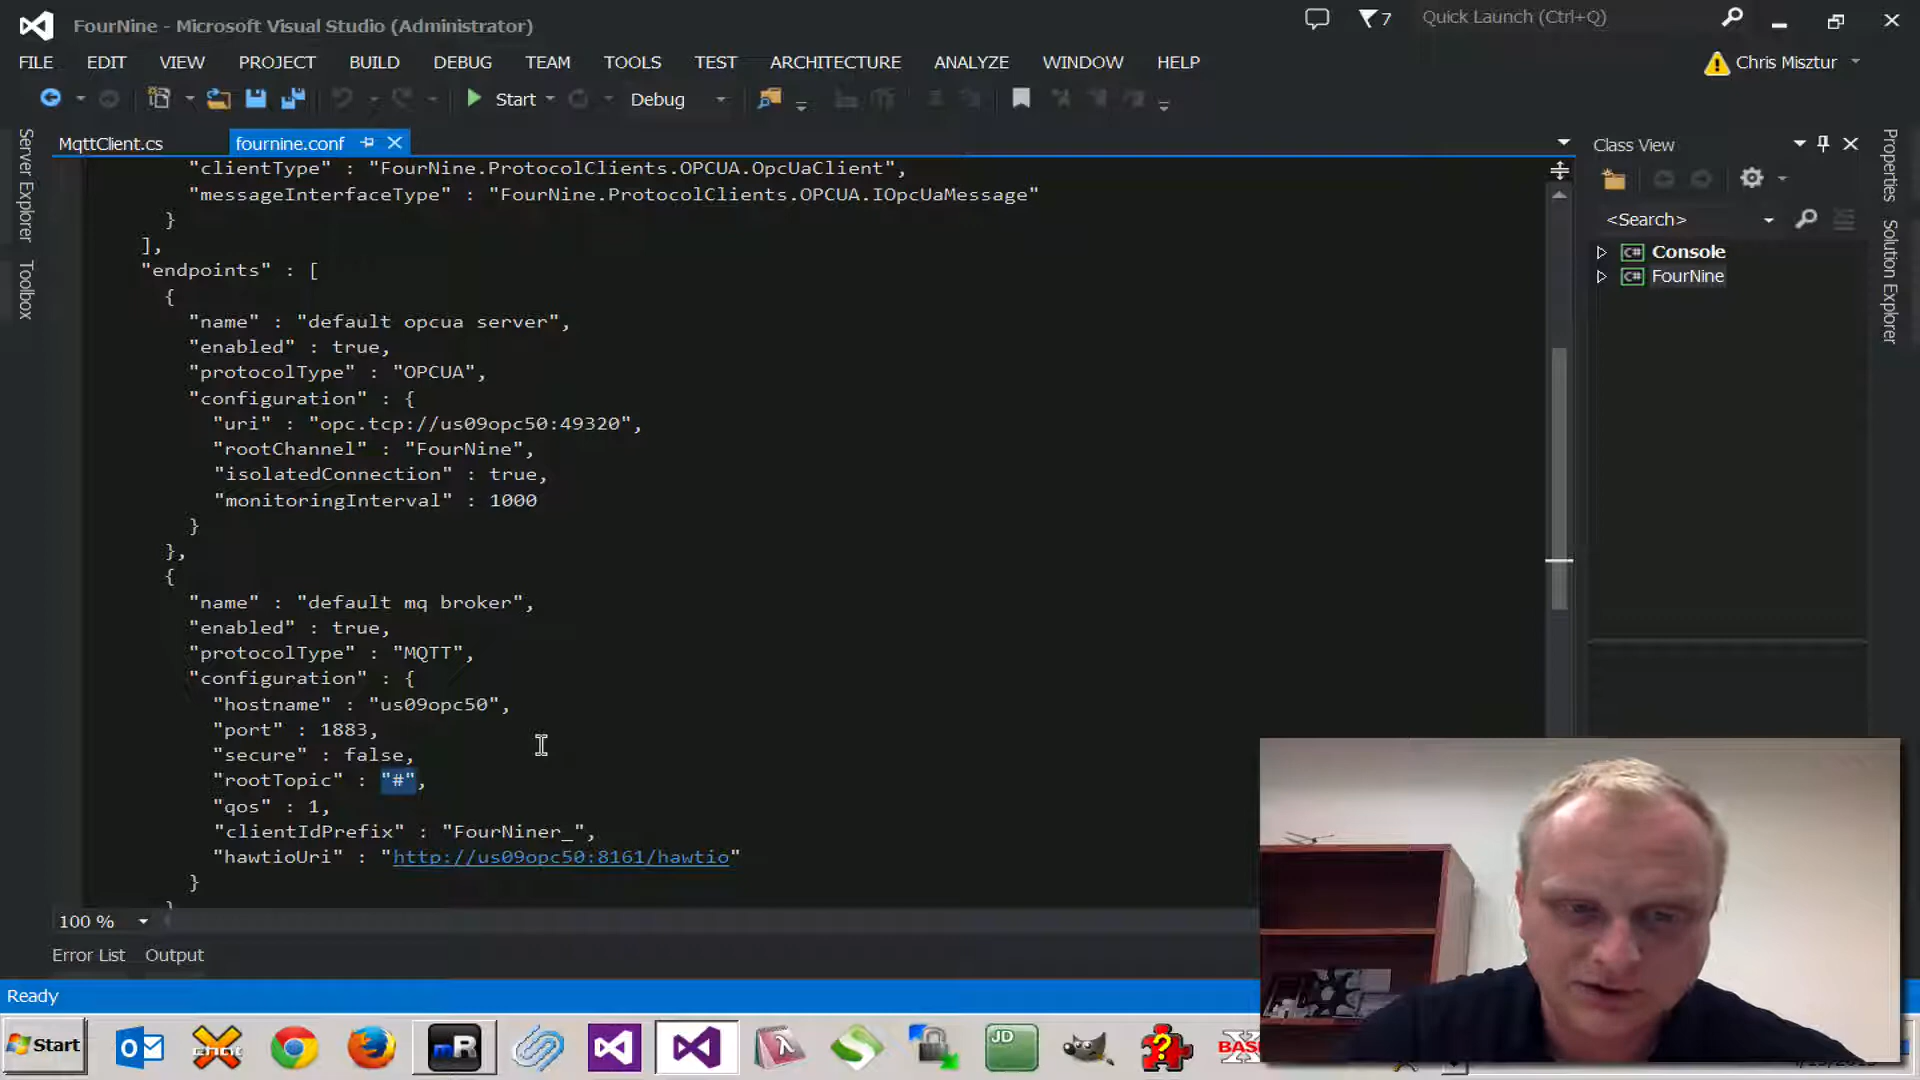 FourNine - Microsoft Visual Studio (Administrator)
7
Quick Launch (Ctrl+Q)
FILE EDIT VIEW PROJECT BUILD DEBUG TEAM TOOLS TEST ARCHITECTURE ANALYZE WINDOW HELP
Chris Misztur
Start
Debug
Server Explorer
Toolbox
MqttClient.cs
fournine.conf
"clientType" : "FourNine.ProtocolClients.OPCUA.OpcUaClient",
"messageInterfaceType" : "FourNine.ProtocolClients.OPCUA.IOpcUaMessage"
}
],
"endpoints" : [
{
"name" : "default opcua server",
"enabled" : true,
"protocolType" : "OPCUA",
"configuration" : {
"uri" : "opc.tcp://us09opc50:49320",
"rootChannel" : "FourNine",
"isolatedConnection" : true,
"monitoringInterval" : 1000
}
},
{
"name" : "default mq broker",
"enabled" : true,
"protocolType" : "MQTT",
"configuration" : {
"hostname" : "us09opc50",
"port" : 1883,
"secure" : false,
"rootTopic" : "#",
"qos" : 1,
"clientIdPrefix" : "FourNiner_",
"hawtioUri" : "http://us09opc50:8161/hawtio"
}
100 %
Class View
<Search>
Console
FourNine
Properties
Solution Explorer
Error List Output
Ready
Start
mR
JD
BAS